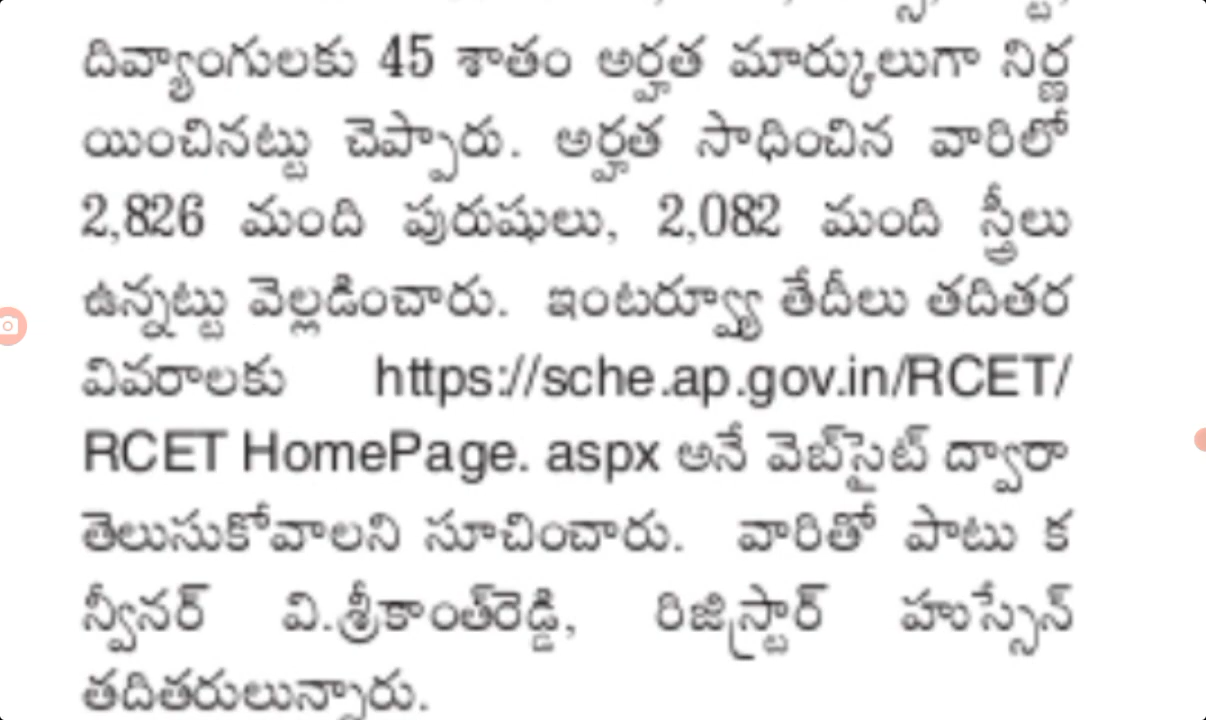 దివ్యాంగులకు 45 శాతం అర్హత మార్కులుగా నిర్ణ
యించినట్టు చెప్పారు. అర్హత సాధించిన వారిలో
2,826 మంది పురుషులు, 2,082 మంది స్త్రీలు
ఉన్నట్టు వెల్లడించారు. ఇంటర్వ్యూ తేదీలు తదితర
వివరాలకు https://sche.ap.gov.in/RCET/
RCET HomePage. aspx అనే వెబ్‌సైట్ ద్వారా
తెలుసుకోవాలని సూచించారు. వారితో పాటు క
న్వీనర్ వి.శ్రీకాంత్‌రెడ్డి, రిజిస్ట్రార్ హుస్సేన్
తదితరులున్నారు.